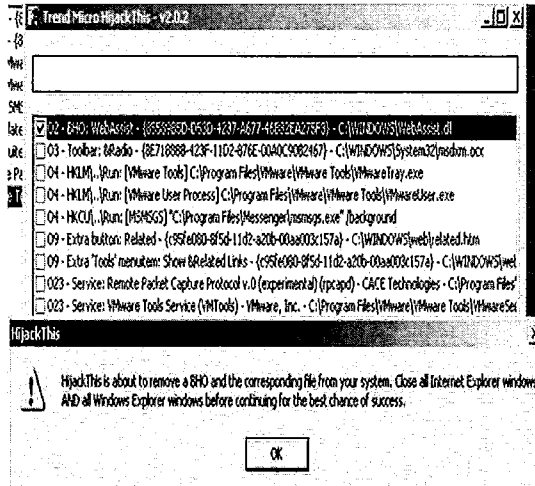 Trend Micro HijackThis - v2.0.2
O2 - BHO: WebAssist - {8556985D-D53D-4237-A677-46E32EA275F3} - C:\WINDOWS\WebAssist.dll
O3 - Toolbar: &Radio - {8E718888-423F-11D2-876E-00A0C9082467} - C:\WINDOWS\System32\msdxm.ocx
O4 - HKLM\..\Run: [VMware Tools] C:\Program Files\VMware\VMware Tools\VMwareTray.exe
O4 - HKLM\..\Run: [VMware User Process] C:\Program Files\VMware\VMware Tools\VMwareUser.exe
O4 - HKCU\..\Run: [MSMSGS] "C:\Program Files\Messenger\msmsgs.exe" /background
O9 - Extra button: Related - {c95fe080-8f5d-11d2-a20b-00aa003c157a} - C:\WINDOWS\web\related.htm
O9 - Extra 'Tools' menuitem: Show &Related Links - {c95fe080-8f5d-11d2-a20b-00aa003c157a} - C:\WINDOWS\wel
O23 - Service: Remote Packet Capture Protocol v.0 (experimental) (rpcapd) - CACE Technologies - C:\Program Files'
O23 - Service: VMware Tools Service (VMTools) - VMware, Inc. - C:\Program Files\VMware\VMware Tools\VMwareSer
HijackThis
HijackThis is about to remove a BHO and the corresponding file from your system. Close all Internet Explorer windows
AND all Windows Explorer windows before continuing for the best chance of success.
OK